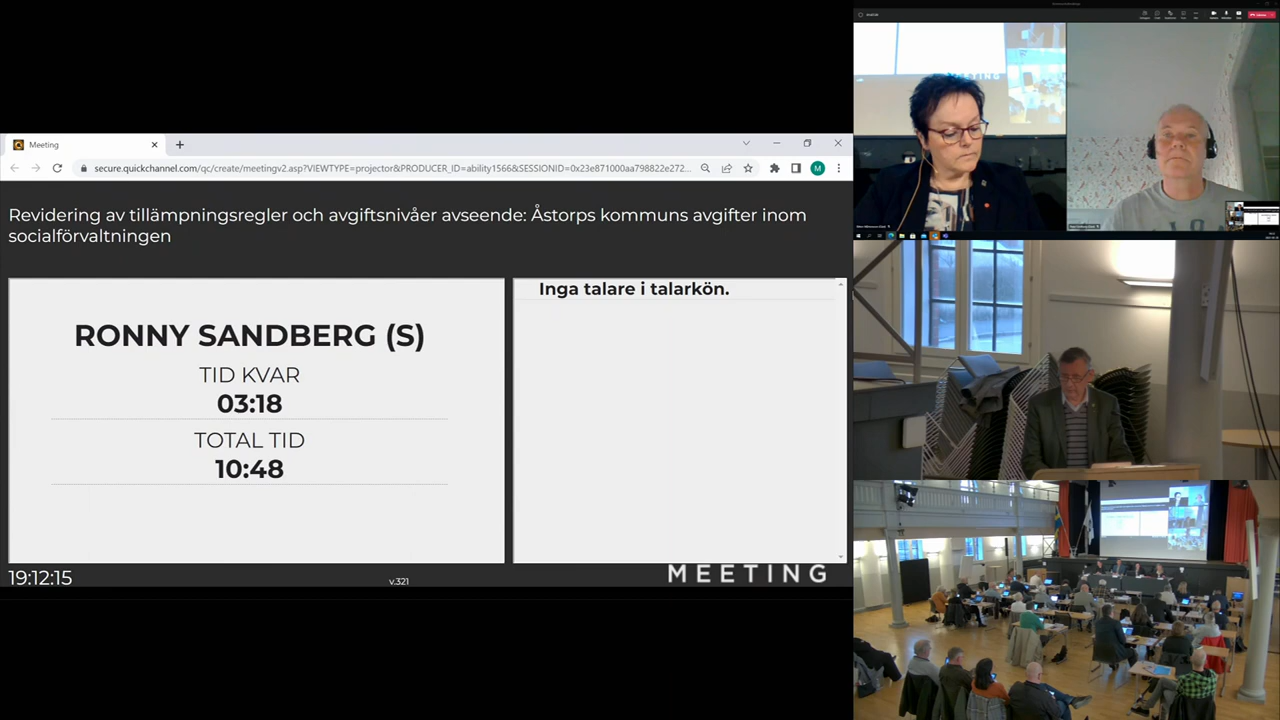 Meeting
secure.quickchannel.com/qc/create/meetingv2.asp?VIEWTYPE=projector&PRODUCER_ID=ability1566&SESSIONID=0x23e871000aa798822e272...
M
Revidering av tillämpningsregler och avgiftsnivåer avseende: Åstorps kommuns avgifter inom
socialförvaltningen
RONNY SANDBERG (S)
TID KVAR
03:18
TOTAL TID
10:48
Inga talare i talarkön.
19:12:15
v.321
MEETING